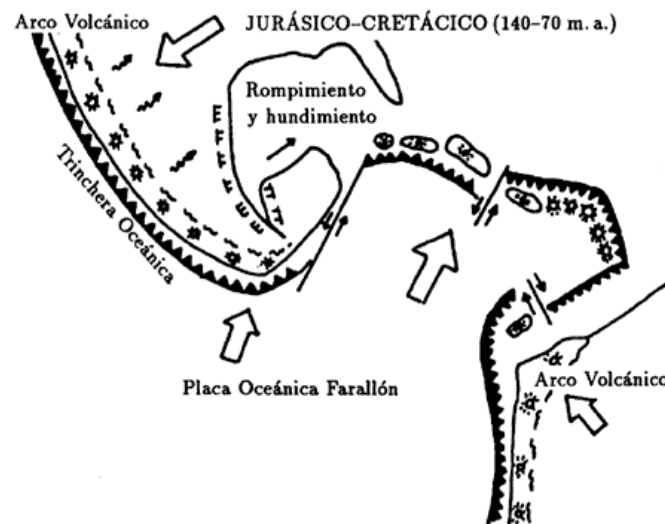 Arco Volcánico
JURÁSICO–CRETÁCICO (140–70 m. a.)
Rompimiento
y hundimiento
Trinchera Oceánica
Placa Oceánica Farallón
Arco Volcánico